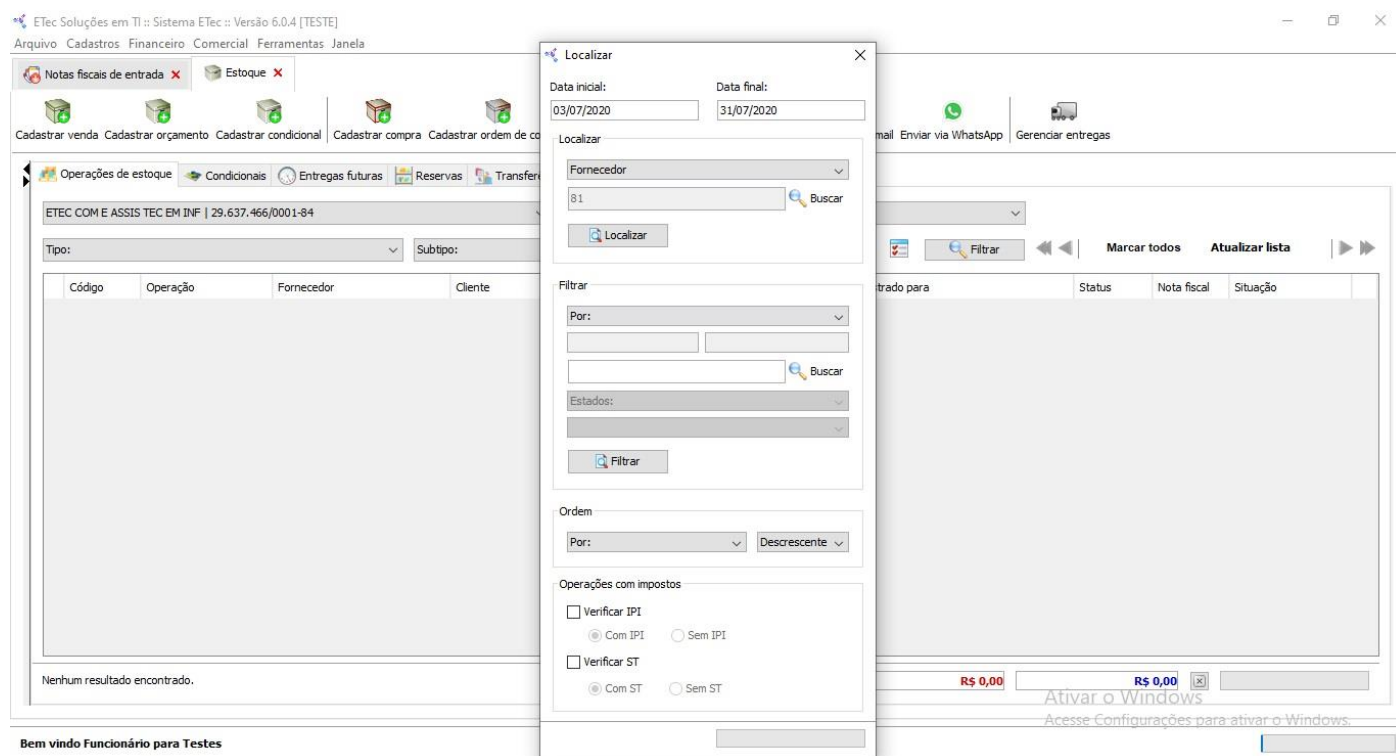 ETec Soluções em TI :: Sistema ETec :: Versão 6.0.4 [TESTE]
Arquivo Cadastros Financeiro Comercial Ferramentas Janela
Notas fiscais de entrada Estoque
Cadastrar venda Cadastrar orçamento Cadastrar condicional Cadastrar compra Cadastrar ordem de co
mail Enviar via WhatsApp Gerenciar entregas
Operações de estoque Condicionais Entregas futuras Reservas Transfere
ETEC COM E ASSIS TEC EM INF | 29.637.466/0001-84
Tipo: Subtipo:
Filtrar Marcar todos Atualizar lista
Código Operação Fornecedor Cliente
trado para Status Nota fiscal Situação
Nenhum resultado encontrado.
R$ 0,00 R$ 0,00
Bem vindo Funcionário para Testes
Localizar
Data inicial: Data final:
03/07/2020 31/07/2020
Localizar
Fornecedor
81 Buscar
Localizar
Filtrar
Por:
Buscar
Estados:
Filtrar
Ordem
Por: Descrescente
Operações com impostos
Verificar IPI
Com IPI Sem IPI
Verificar ST
Com ST Sem ST
Ativar o Windows
Acesse Configurações para ativar o Windows.